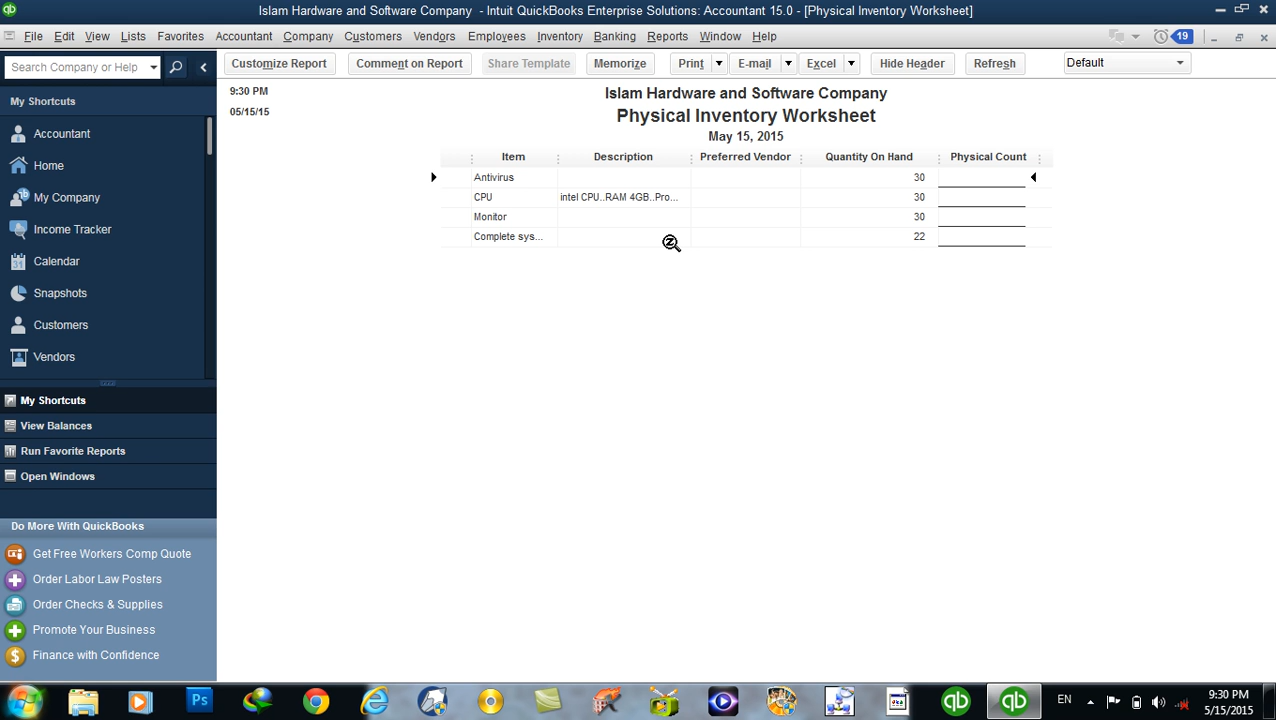 Islam Hardware and Software Company - Intuit QuickBooks Enterprise Solutions: Accountant 15.0 - [Physical Inventory Worksheet]
File Edit View Lists Favorites Accountant Company Customers Vendors Employees Inventory Banking Reports Window Help
19
Search Company or Help
Customize Report Comment on Report Share Template Memorize Print E-mail Excel Hide Header Refresh Default
My Shortcuts
Accountant
Home
My Company
Income Tracker
Calendar
31
Snapshots
Customers
Vendors
My Shortcuts
View Balances
Run Favorite Reports
Open Windows
Do More With QuickBooks
Get Free Workers Comp Quote
Order Labor Law Posters
Order Checks & Supplies
Promote Your Business
Finance with Confidence
9:30 PM
05/15/15
Islam Hardware and Software Company
Physical Inventory Worksheet
May 15, 2015
Item Description Preferred Vendor Quantity On Hand Physical Count
Antivirus 30
CPU intel CPU..RAM 4GB..Pro... 30
Monitor 30
Complete sys... 22
Ps
qb
qb
EN
9:30 PM
5/15/2015